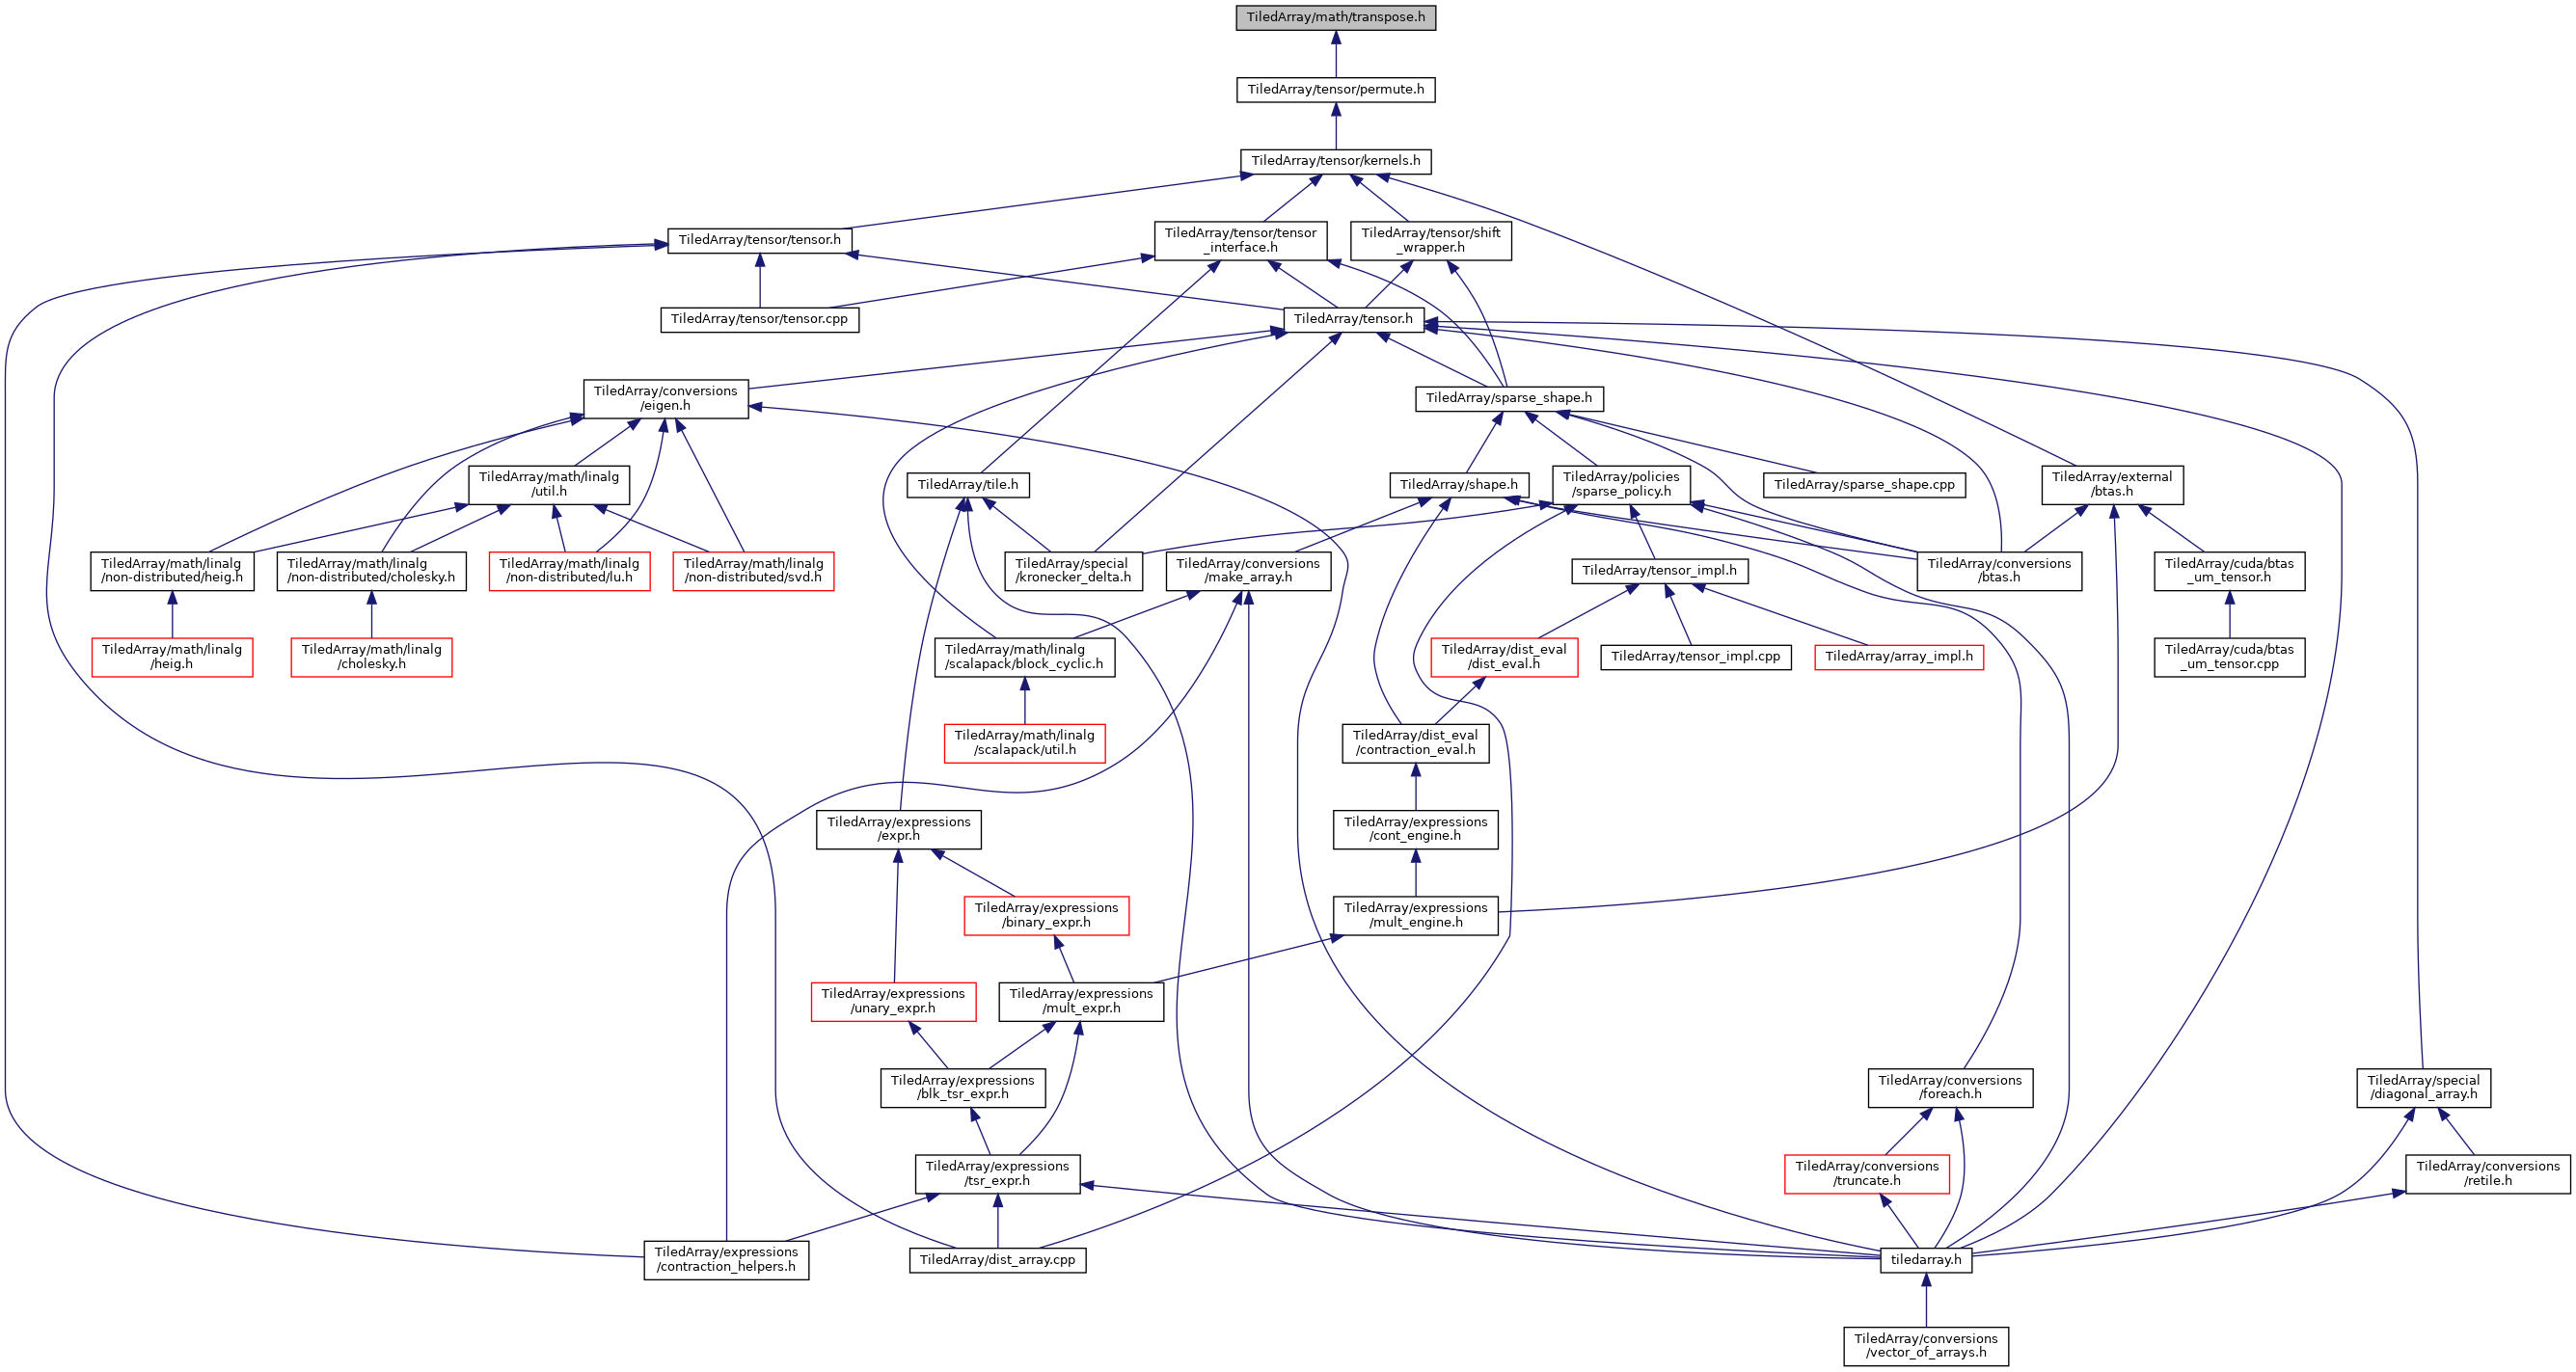 TiledArray/math/transpose.h
TiledArray/tensor/permute.h
TiledArray/tensor/kernels.h
TiledArray/tensor/tensor.h
TiledArray/tensor/tensor
_interface.h
TiledArray/tensor/shift
_wrapper.h
TiledArray/tensor/tensor.cpp
TiledArray/tensor.h
TiledArray/conversions
/eigen.h
TiledArray/sparse_shape.h
TiledArray/math/linalg
/util.h
TiledArray/tile.h
TiledArray/shape.h
TiledArray/policies
/sparse_policy.h
TiledArray/sparse_shape.cpp
TiledArray/external
/btas.h
TiledArray/math/linalg
/non-distributed/heig.h
TiledArray/math/linalg
/non-distributed/cholesky.h
TiledArray/math/linalg
/non-distributed/lu.h
TiledArray/math/linalg
/non-distributed/svd.h
TiledArray/special
/kronecker_delta.h
TiledArray/conversions
/make_array.h
TiledArray/tensor_impl.h
TiledArray/conversions
/btas.h
TiledArray/cuda/btas
_um_tensor.h
TiledArray/math/linalg
/heig.h
TiledArray/math/linalg
/cholesky.h
TiledArray/math/linalg
/scalapack/block_cyclic.h
TiledArray/dist_eval
/dist_eval.h
TiledArray/tensor_impl.cpp
TiledArray/array_impl.h
TiledArray/cuda/btas
_um_tensor.cpp
TiledArray/math/linalg
/scalapack/util.h
TiledArray/dist_eval
/contraction_eval.h
TiledArray/expressions
/expr.h
TiledArray/expressions
/cont_engine.h
TiledArray/expressions
/binary_expr.h
TiledArray/expressions
/mult_engine.h
TiledArray/expressions
/unary_expr.h
TiledArray/expressions
/mult_expr.h
TiledArray/expressions
/blk_tsr_expr.h
TiledArray/conversions
/foreach.h
TiledArray/special
/diagonal_array.h
TiledArray/expressions
/tsr_expr.h
TiledArray/conversions
/truncate.h
TiledArray/conversions
/retile.h
TiledArray/expressions
/contraction_helpers.h
TiledArray/dist_array.cpp
tiledarray.h
TiledArray/conversions
/vector_of_arrays.h